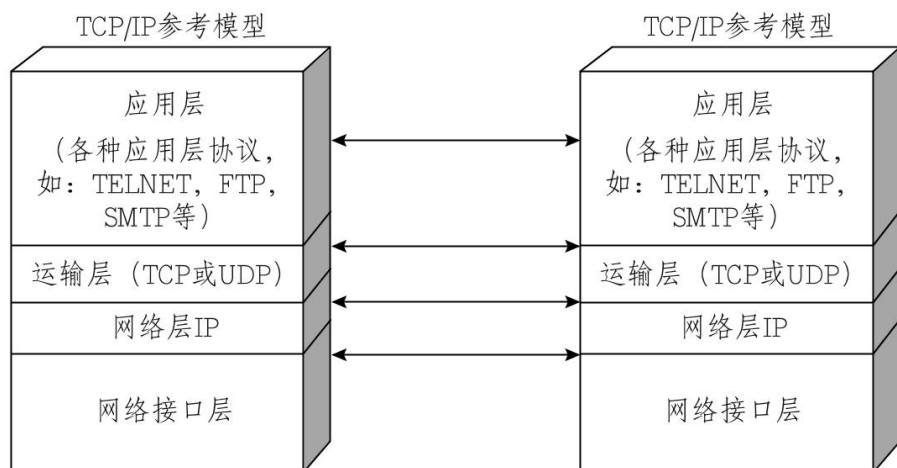 TCP/IP参考模型
应用层
（各种应用层协议，
如：TELNET，FTP，
SMTP等）
运输层（TCP或UDP）
网络层IP
网络接口层
TCP/IP参考模型
应用层
（各种应用层协议，
如：TELNET，FTP，
SMTP等）
运输层（TCP或UDP）
网络层IP
网络接口层